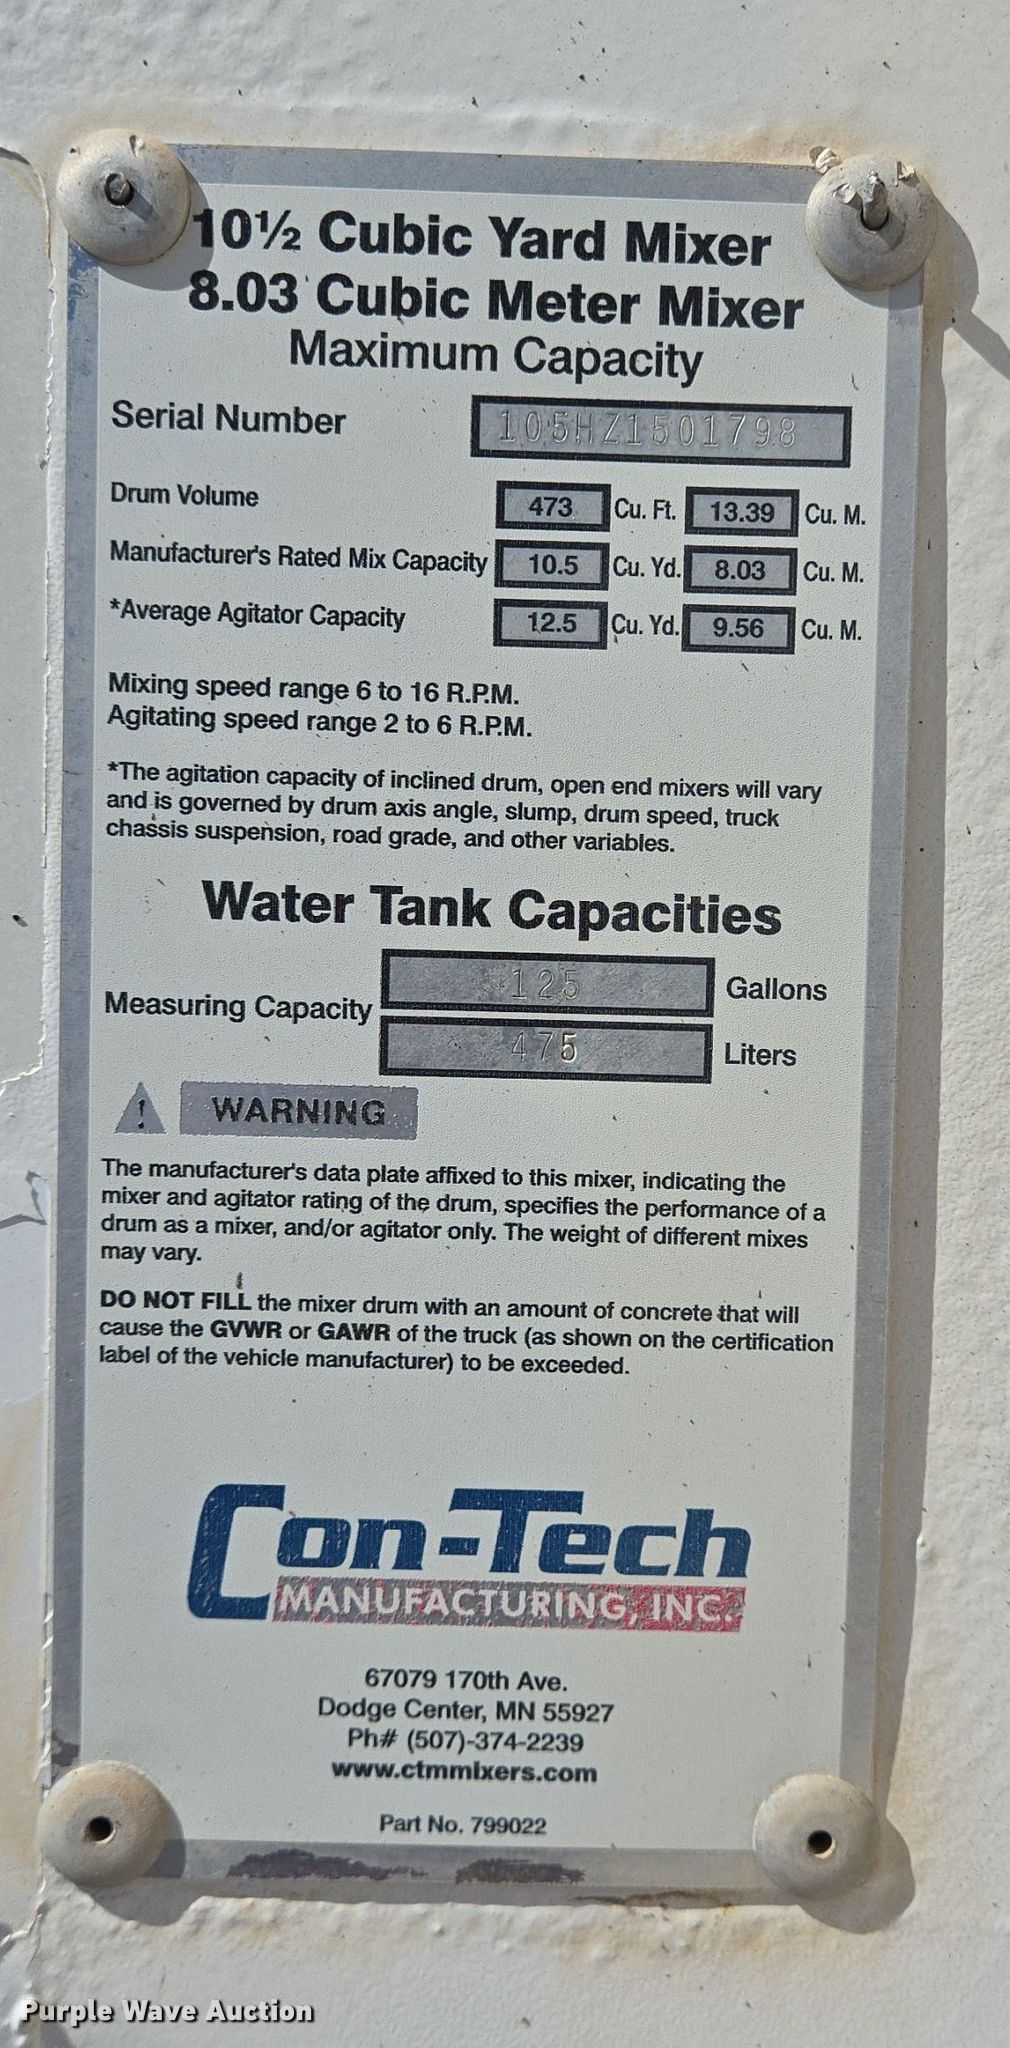 10½ Cubic Yard Mixer
8.03 Cubic Meter Mixer
Maximum Capacity
Serial Number 105HZ1501798
Drum Volume 473 Cu. Ft. 13.39 Cu. M.
Manufacturer's Rated Mix Capacity 10.5 Cu. Yd. 8.03 Cu. M.
*Average Agitator Capacity 12.5 Cu. Yd. 9.56 Cu. M.
Mixing speed range 6 to 16 R.P.M.
Agitating speed range 2 to 6 R.P.M.
*The agitation capacity of inclined drum, open end mixers will vary
and is governed by drum axis angle, slump, drum speed, truck
chassis suspension, road grade, and other variables.
Water Tank Capacities
Measuring Capacity 125 Gallons
475 Liters
! WARNING
The manufacturer's data plate affixed to this mixer, indicating the
mixer and agitator rating of the drum, specifies the performance of a
drum as a mixer, and/or agitator only. The weight of different mixes
may vary.
DO NOT FILL the mixer drum with an amount of concrete that will
cause the GVWR or GAWR of the truck (as shown on the certification
label of the vehicle manufacturer) to be exceeded.
Con-Tech
MANUFACTURING, INC.
67079 170th Ave.
Dodge Center, MN 55927
Ph# (507)-374-2239
www.ctmmixers.com
Part No. 799022
Purple Wave Auction